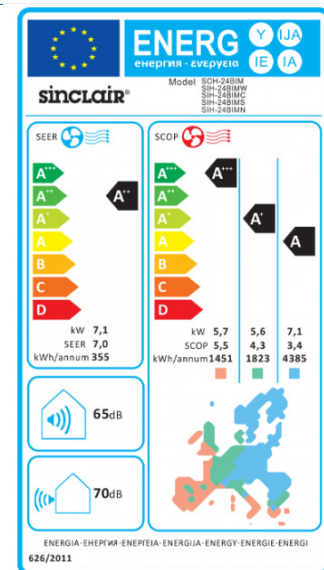 ENERG Y IJA
енергия · ενεργεια IE IA
Model SOH-24BIM
SIH-24BIMW
SIH-24BIMC
SIH-24BIMS
SIH-24BIMN
sinclair®
SEER
SCOP
A+++
A++
A+
A
B
C
D
A++
A+++
A++
A+
A
B
C
D
A+++
A+
A
kW 7,1
SEER 7,0
kWh/annum 355
kW 5,7 5,6 7,1
SCOP 5,5 4,3 3,4
kWh/annum 1451 1823 4385
65dB
70dB
ENERGIA · ЕНЕРГИЯ · ΕΝΕΡΓΕΙΑ · ENERGIJA · ENERGY · ENERGIE · ENERGI
626/2011